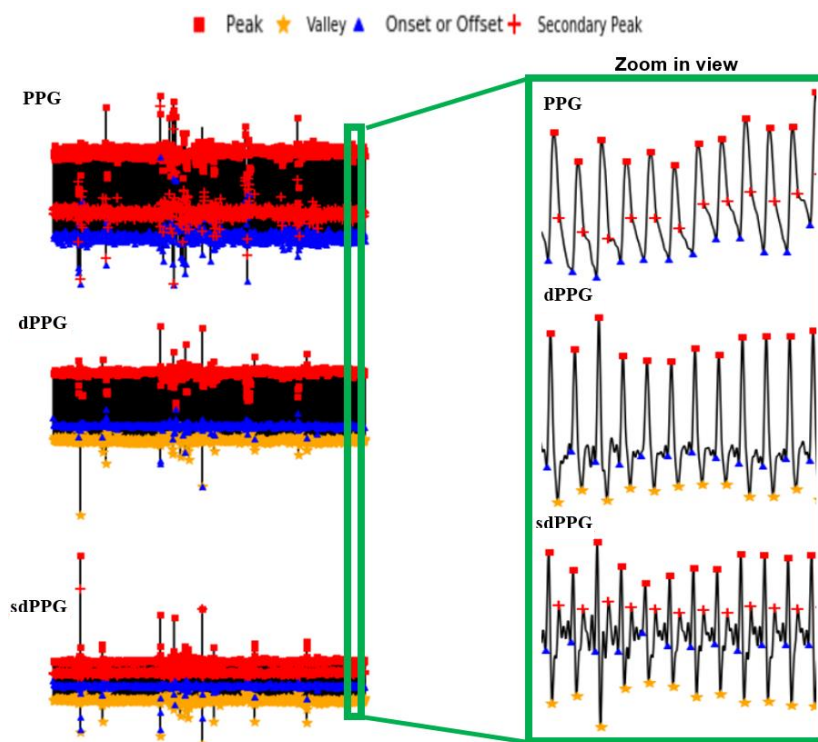 Peak Valley Onset or Offset Secondary Peak
Zoom in view
PPG
PPG
dPPG
dPPG
sdPPG
sdPPG